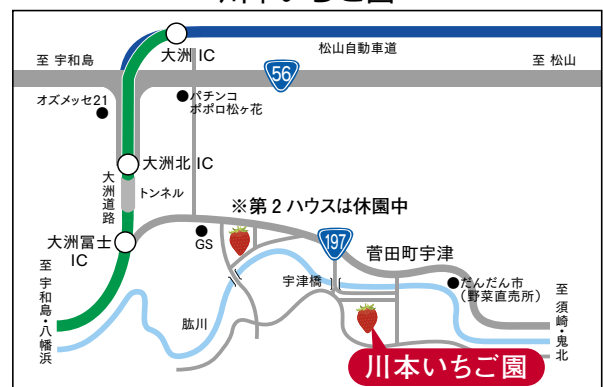 川本いちご園
大洲 IC
松山自動車道
至 宇和島
56
至 松山
オズメッセ21
パチンコ
ポポロ松ヶ花
大洲北 IC
大洲道路
トンネル
※第2ハウスは休園中
大洲冨士
IC
GS
197
菅田町宇津
至 宇和島・八幡浜
宇津橋
だんだん市
(野菜直売所)
至 須崎・鬼北
肱川
川本いちご園